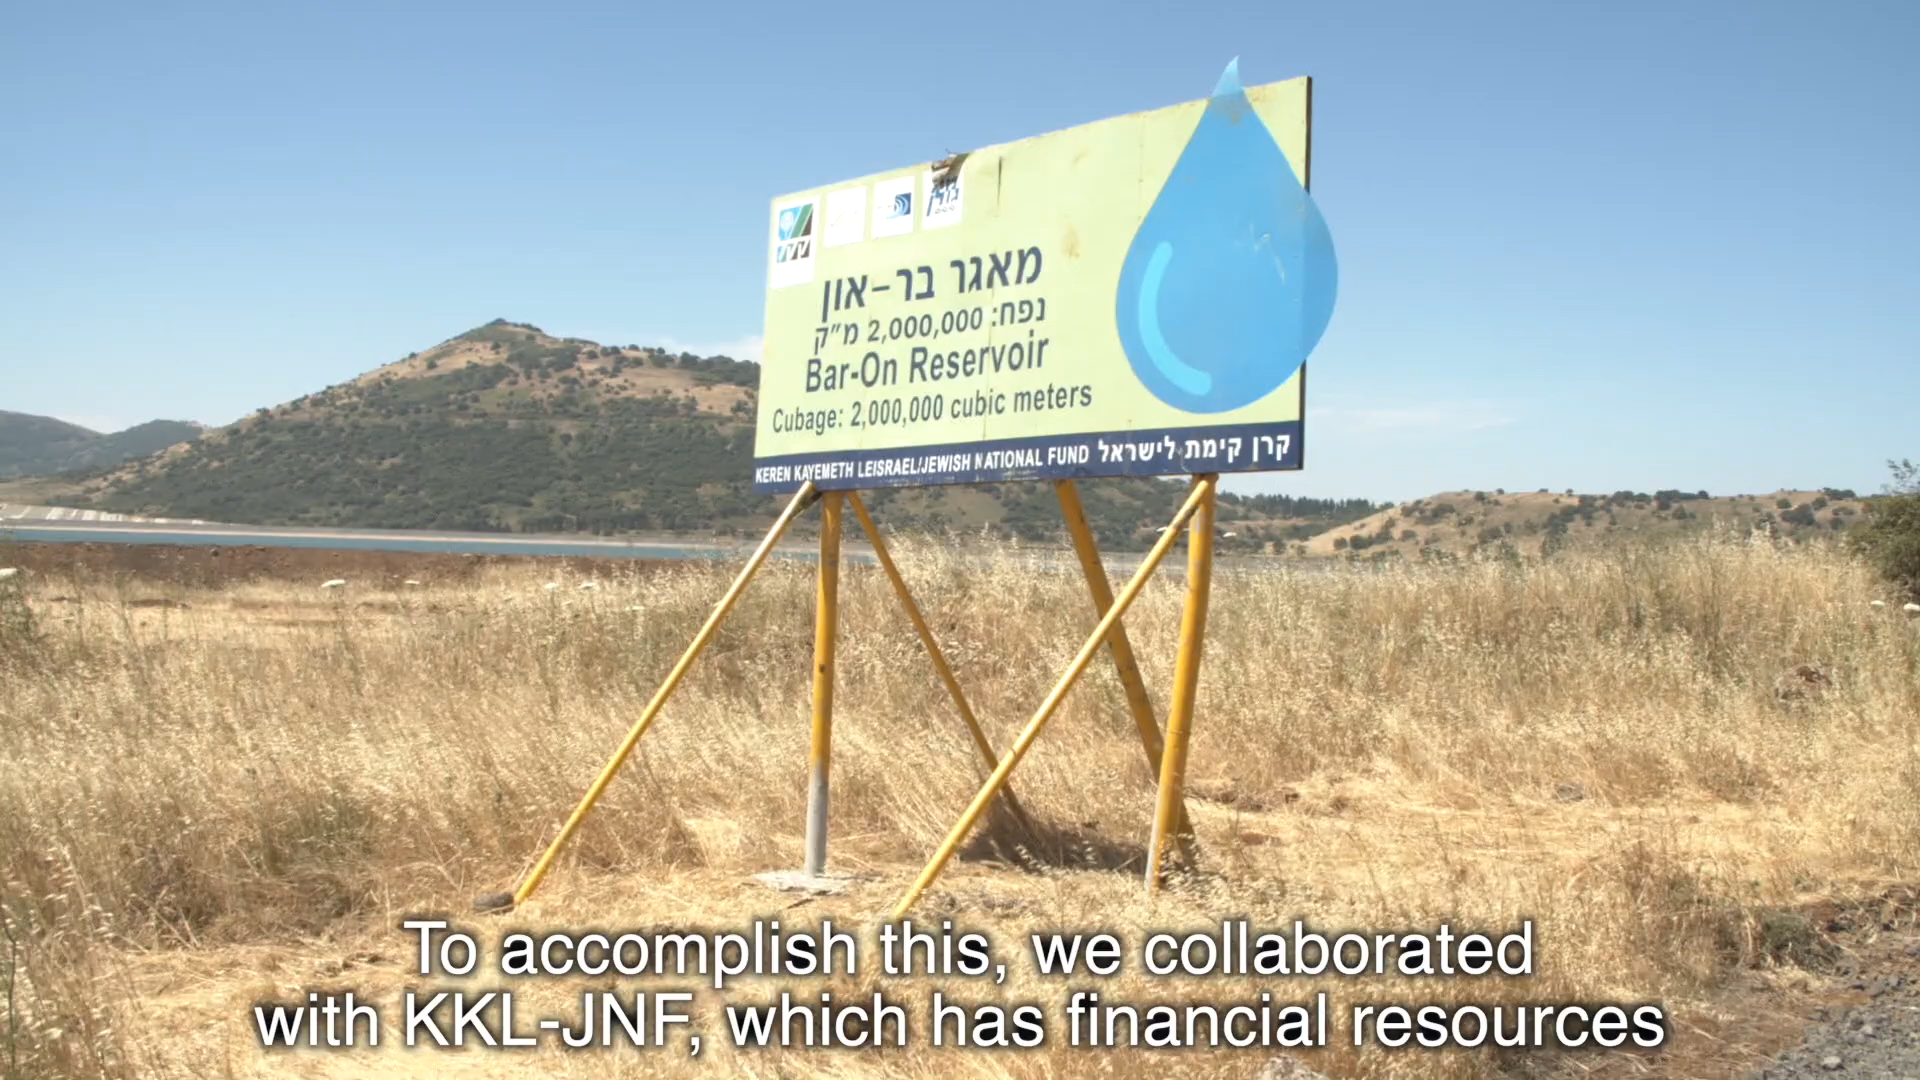 מאגר בר-און
נפח: 2,000,000 מ"ק
Bar-On Reservoir
Cubage: 2,000,000 cubic meters
KEREN KAYEMETH LEISRAEL/JEWISH NATIONAL FUND קרן קימת לישראל
To accomplish this, we collaborated
with KKL-JNF, which has financial resources